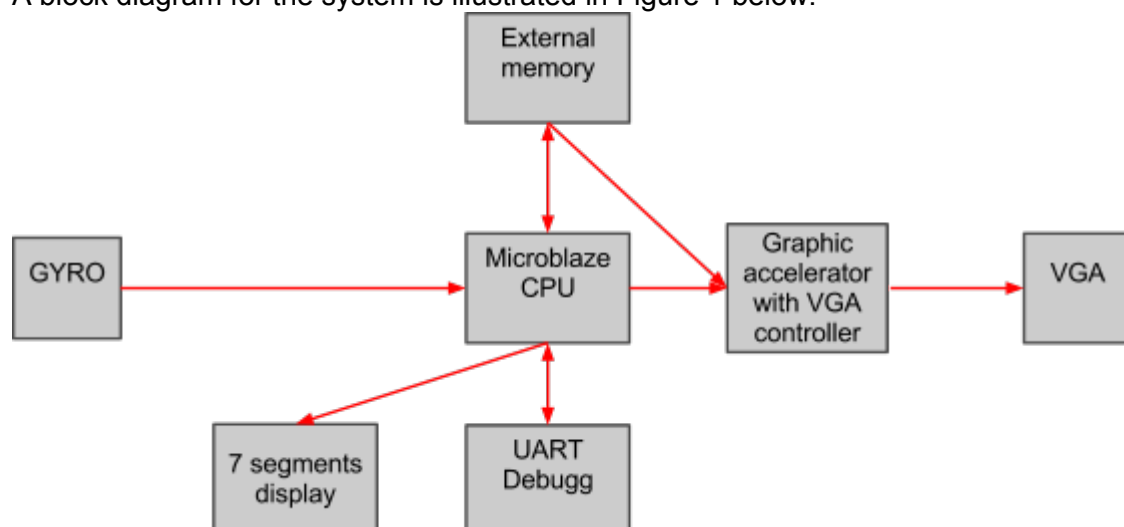 A block diagram for the system is illustrated in Figure 1 below.
External
memory
GYRO
Microblaze
CPU
Graphic
accelerator
with VGA
controller
VGA
7 segments
display
UART
Debugg